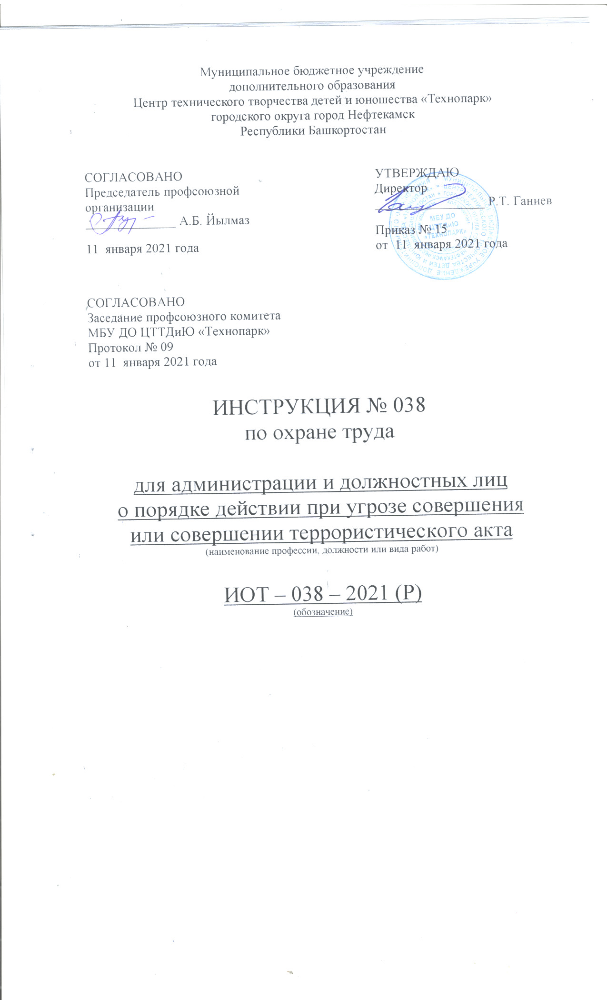 Муниципальное бюджетное учреждение
дополнительного образования
Центр технического творчества детей и юношества «Технопарк»
городского округа город Нефтекамск
Республики Башкортостан
СОГЛАСОВАНО
Председатель профсоюзной
организации
А.Б. Йылмаз
11 января 2021 года
УТВЕРЖДАЮ
Директор
Р.Т. Ганиев
Приказ № 15
от 11 января 2021 года
МБУ ДО
ЦТТДиЮ
«ТЕХНОПАРК»
СОГЛАСОВАНО
Заседание профсоюзного комитета
МБУ ДО ЦТТДиЮ «Технопарк»
Протокол № 09
от 11 января 2021 года
ИНСТРУКЦИЯ № 038
по охране труда
для администрации и должностных лиц
о порядке действии при угрозе совершения
или совершении террористического акта
(наименование профессии, должности или вида работ)
ИОТ – 038 – 2021 (Р)
(обозначение)